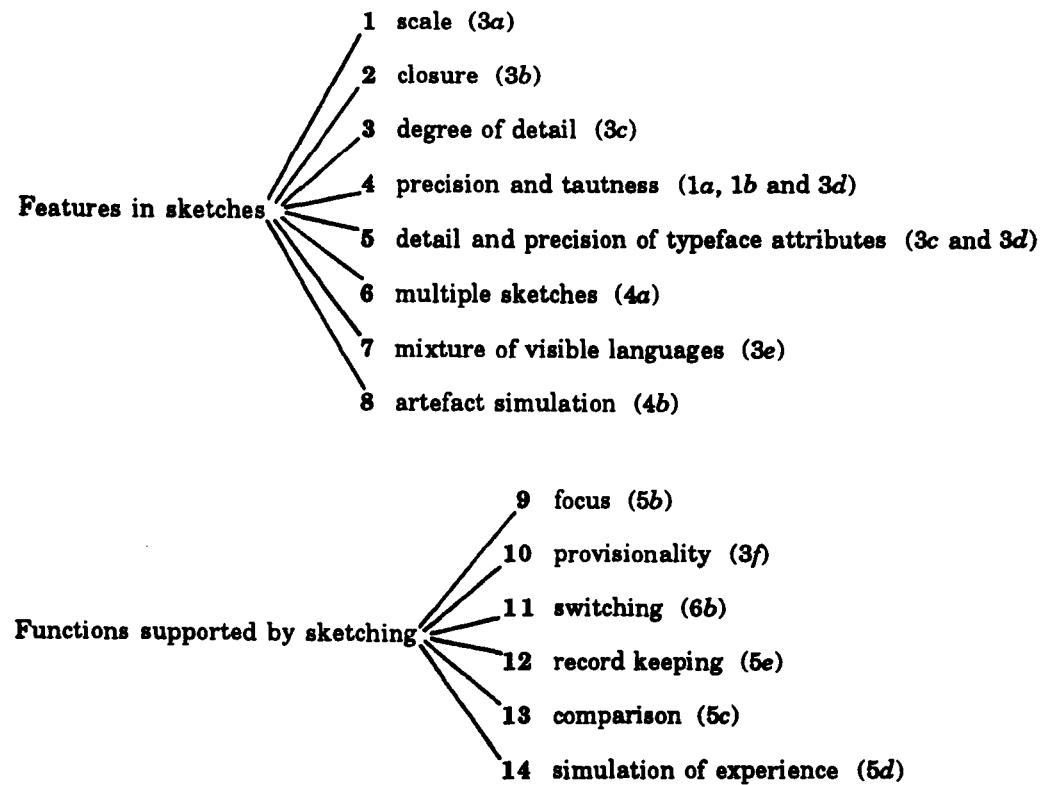 1 scale (3a)
2 closure (3b)
3 degree of detail (3c)
4 precision and tautness (1a, 1b and 3d)
Features in sketches
5 detail and precision of typeface attributes (3c and 3d)
6 multiple sketches (4a)
7 mixture of visible languages (3e)
8 artefact simulation (4b)
9 focus (5b)
10 provisionality (3f)
11 switching (6b)
Functions supported by sketching
12 record keeping (5e)
13 comparison (5c)
14 simulation of experience (5d)